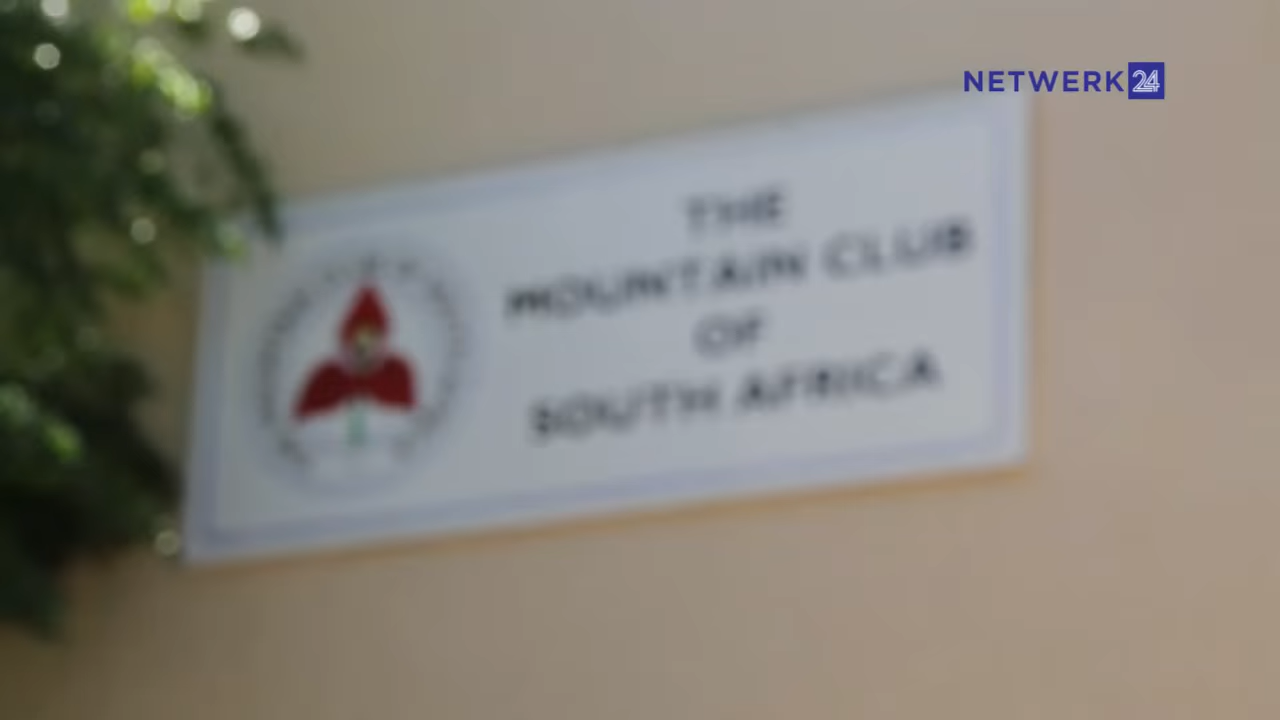 NETWERK24
THE
MOUNTAIN CLUB
OF
SOUTH AFRICA